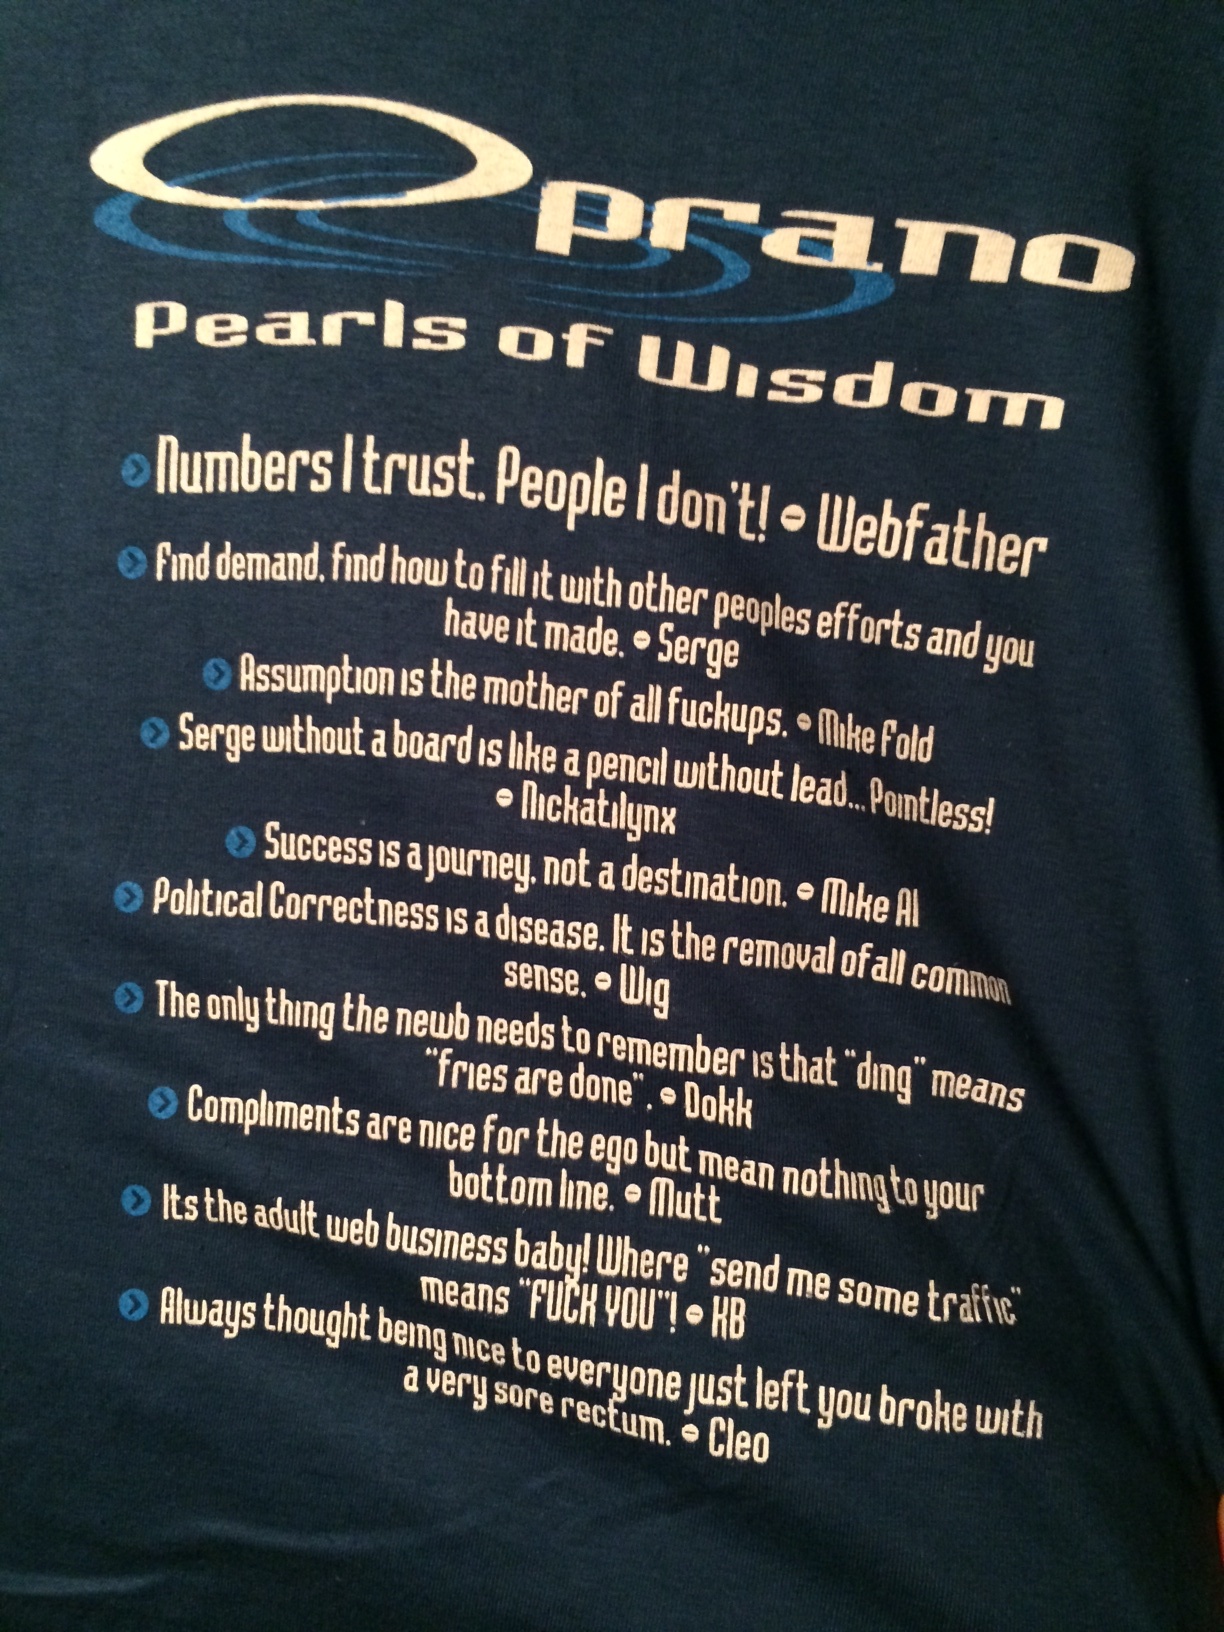 Oprano
Pearls of Wisdom
Numbers I trust. People I don't! - Webfather
Find demand, find how to fill it with other peoples efforts and you
have it made. - Serge
Assumption is the mother of all fuckups. - Mike Fold
Serge without a board is like a pencil without lead... Pointless!
- Nickatilynx
Success is a journey, not a destination. - Mike AI
Political Correctness is a disease. It is the removal of all common
sense. - Wig
The only thing the newb needs to remember is that "ding" means
"fries are done". - Dokk
Compliments are nice for the ego but mean nothing to your
bottom line. - Mutt
Its the adult web business baby! Where "send me some traffic"
means "FUCK YOU"! - KB
Always thought being nice to everyone just left you broke with
a very sore rectum. - Cleo